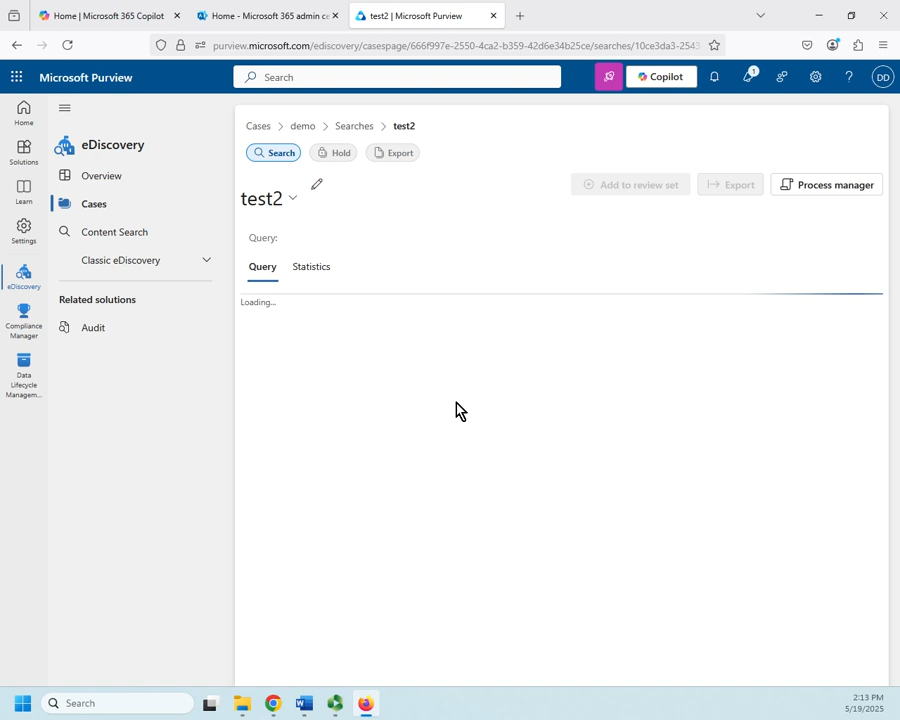 Home | Microsoft 365 Copilot
Home - Microsoft 365 admin ce
test2 | Microsoft Purview
purview.microsoft.com/ediscovery/casespage/666f997e-2550-4ca2-b359-42d6e34b25ce/searches/10ce3da3-2543
Microsoft Purview
Search
Copilot
1
DD
Home
Solutions
Learn
Settings
eDiscovery
Compliance
Manager
Data
Lifecycle
Managem...
eDiscovery
Overview
Cases
Content Search
Classic eDiscovery
Related solutions
Audit
Cases > demo > Searches > test2
Search
Hold
Export
test2
Add to review set
Export
Process manager
Query:
Query
Statistics
Loading...
Search
2:13 PM
5/19/2025